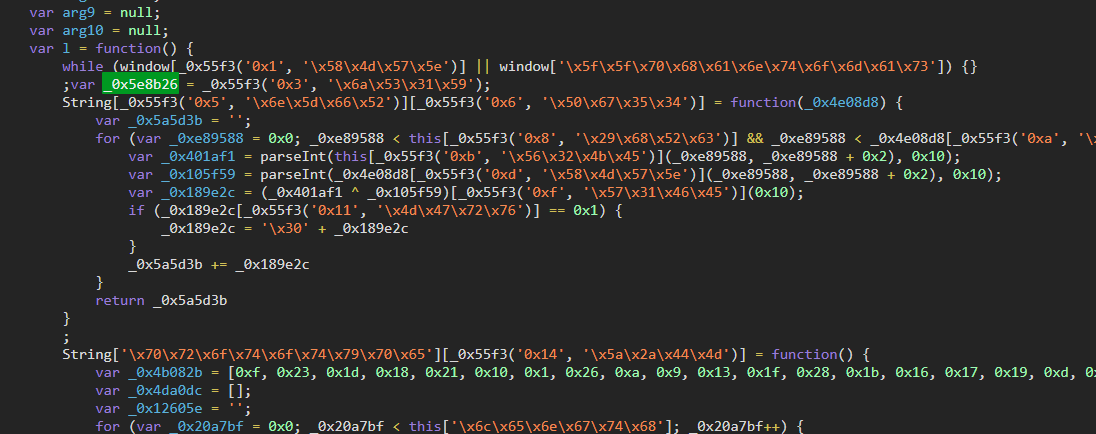 var arg9 = null;
var arg10 = null;
var l = function() {
while (window[_0x55f3('0x1', '\x58\x4d\x57\x5e')] || window['\x5f\x5f\x70\x68\x61\x6e\x74\x6f\x6d\x61\x73']) {}
;var _0x5e8b26 = _0x55f3('0x3', '\x6a\x53\x31\x59');
String[_0x55f3('0x5', '\x6e\x5d\x66\x52')][_0x55f3('0x6', '\x50\x67\x35\x34')] = function(_0x4e08d8) {
var _0x5a5d3b = '';
for (var _0xe89588 = 0x0; _0xe89588 < this[_0x55f3('0x8', '\x29\x68\x52\x63')] && _0xe89588 < _0x4e08d8[_0x55f3('0xa', '\x
var _0x401af1 = parseInt(this[_0x55f3('0xb', '\x56\x32\x4b\x45')](_0xe89588, _0xe89588 + 0x2), 0x10);
var _0x105f59 = parseInt(_0x4e08d8[_0x55f3('0xd', '\x58\x4d\x57\x5e')](_0xe89588, _0xe89588 + 0x2), 0x10);
var _0x189e2c = (_0x401af1 ^ _0x105f59)[_0x55f3('0xf', '\x57\x31\x46\x45')](0x10);
if (_0x189e2c[_0x55f3('0x11', '\x4d\x47\x72\x76')] == 0x1) {
_0x189e2c = '\x30' + _0x189e2c
}
_0x5a5d3b += _0x189e2c
}
return _0x5a5d3b
}
;
String['\x70\x72\x6f\x74\x6f\x74\x79\x70\x65'][_0x55f3('0x14', '\x5a\x2a\x44\x4d')] = function() {
var _0x4b082b = [0xf, 0x23, 0x1d, 0x18, 0x21, 0x10, 0x1, 0x26, 0xa, 0x9, 0x13, 0x1f, 0x28, 0x1b, 0x16, 0x17, 0x19, 0xd, 0x
var _0x4da0dc = [];
var _0x12605e = '';
for (var _0x20a7bf = 0x0; _0x20a7bf < this['\x6c\x65\x6e\x67\x74\x68']; _0x20a7bf++) {